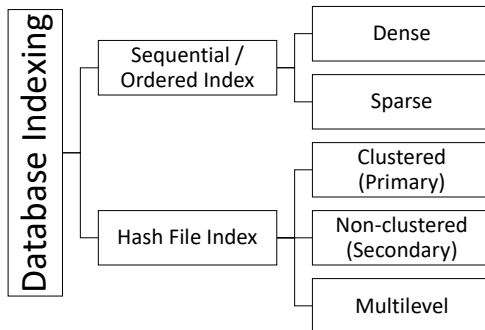 Database Indexing
Sequential /
Ordered Index
Dense
Sparse
Hash File Index
Clustered
(Primary)
Non-clustered
(Secondary)
Multilevel